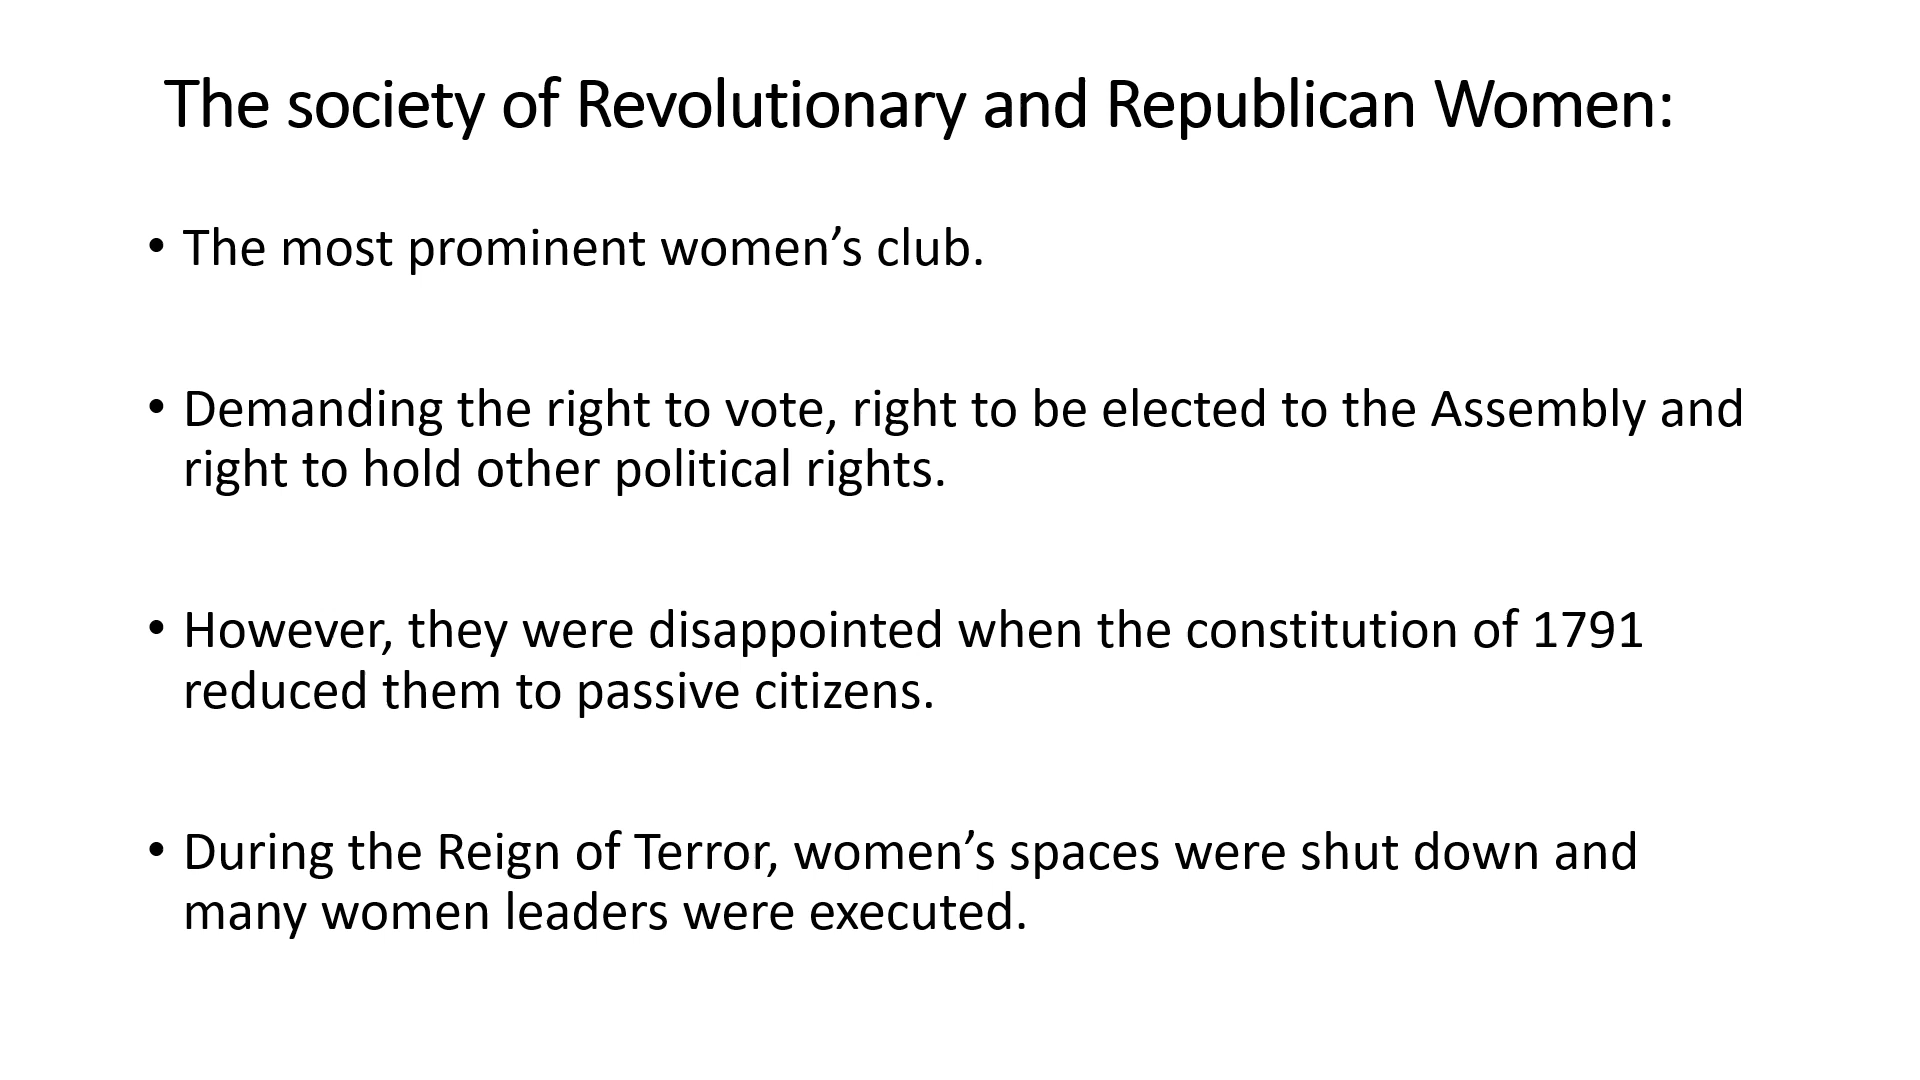 The society of Revolutionary and Republican Women:
• The most prominent women’s club.
• Demanding the right to vote, right to be elected to the Assembly and
right to hold other political rights.
• However, they were disappointed when the constitution of 1791
reduced them to passive citizens.
• During the Reign of Terror, women’s spaces were shut down and
many women leaders were executed.